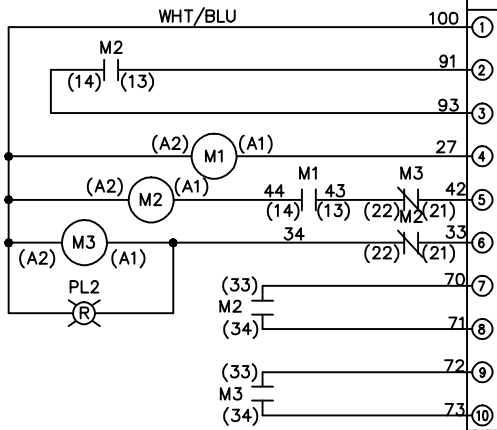 WHT/BLU 100 1
M2 91 2
(14) (13)
93 3
(A2) M1 (A1) 27 4
M1 M3
(A2) M2 (A1) 44 43 42 5
(14) (13) (22) (21)
M2
M3 34 33 6
(A2) (A1) (22) (21)
PL2 (33) 70 7
M2
R (34) 71 8
(33) 72 9
M3
(34) 73 10